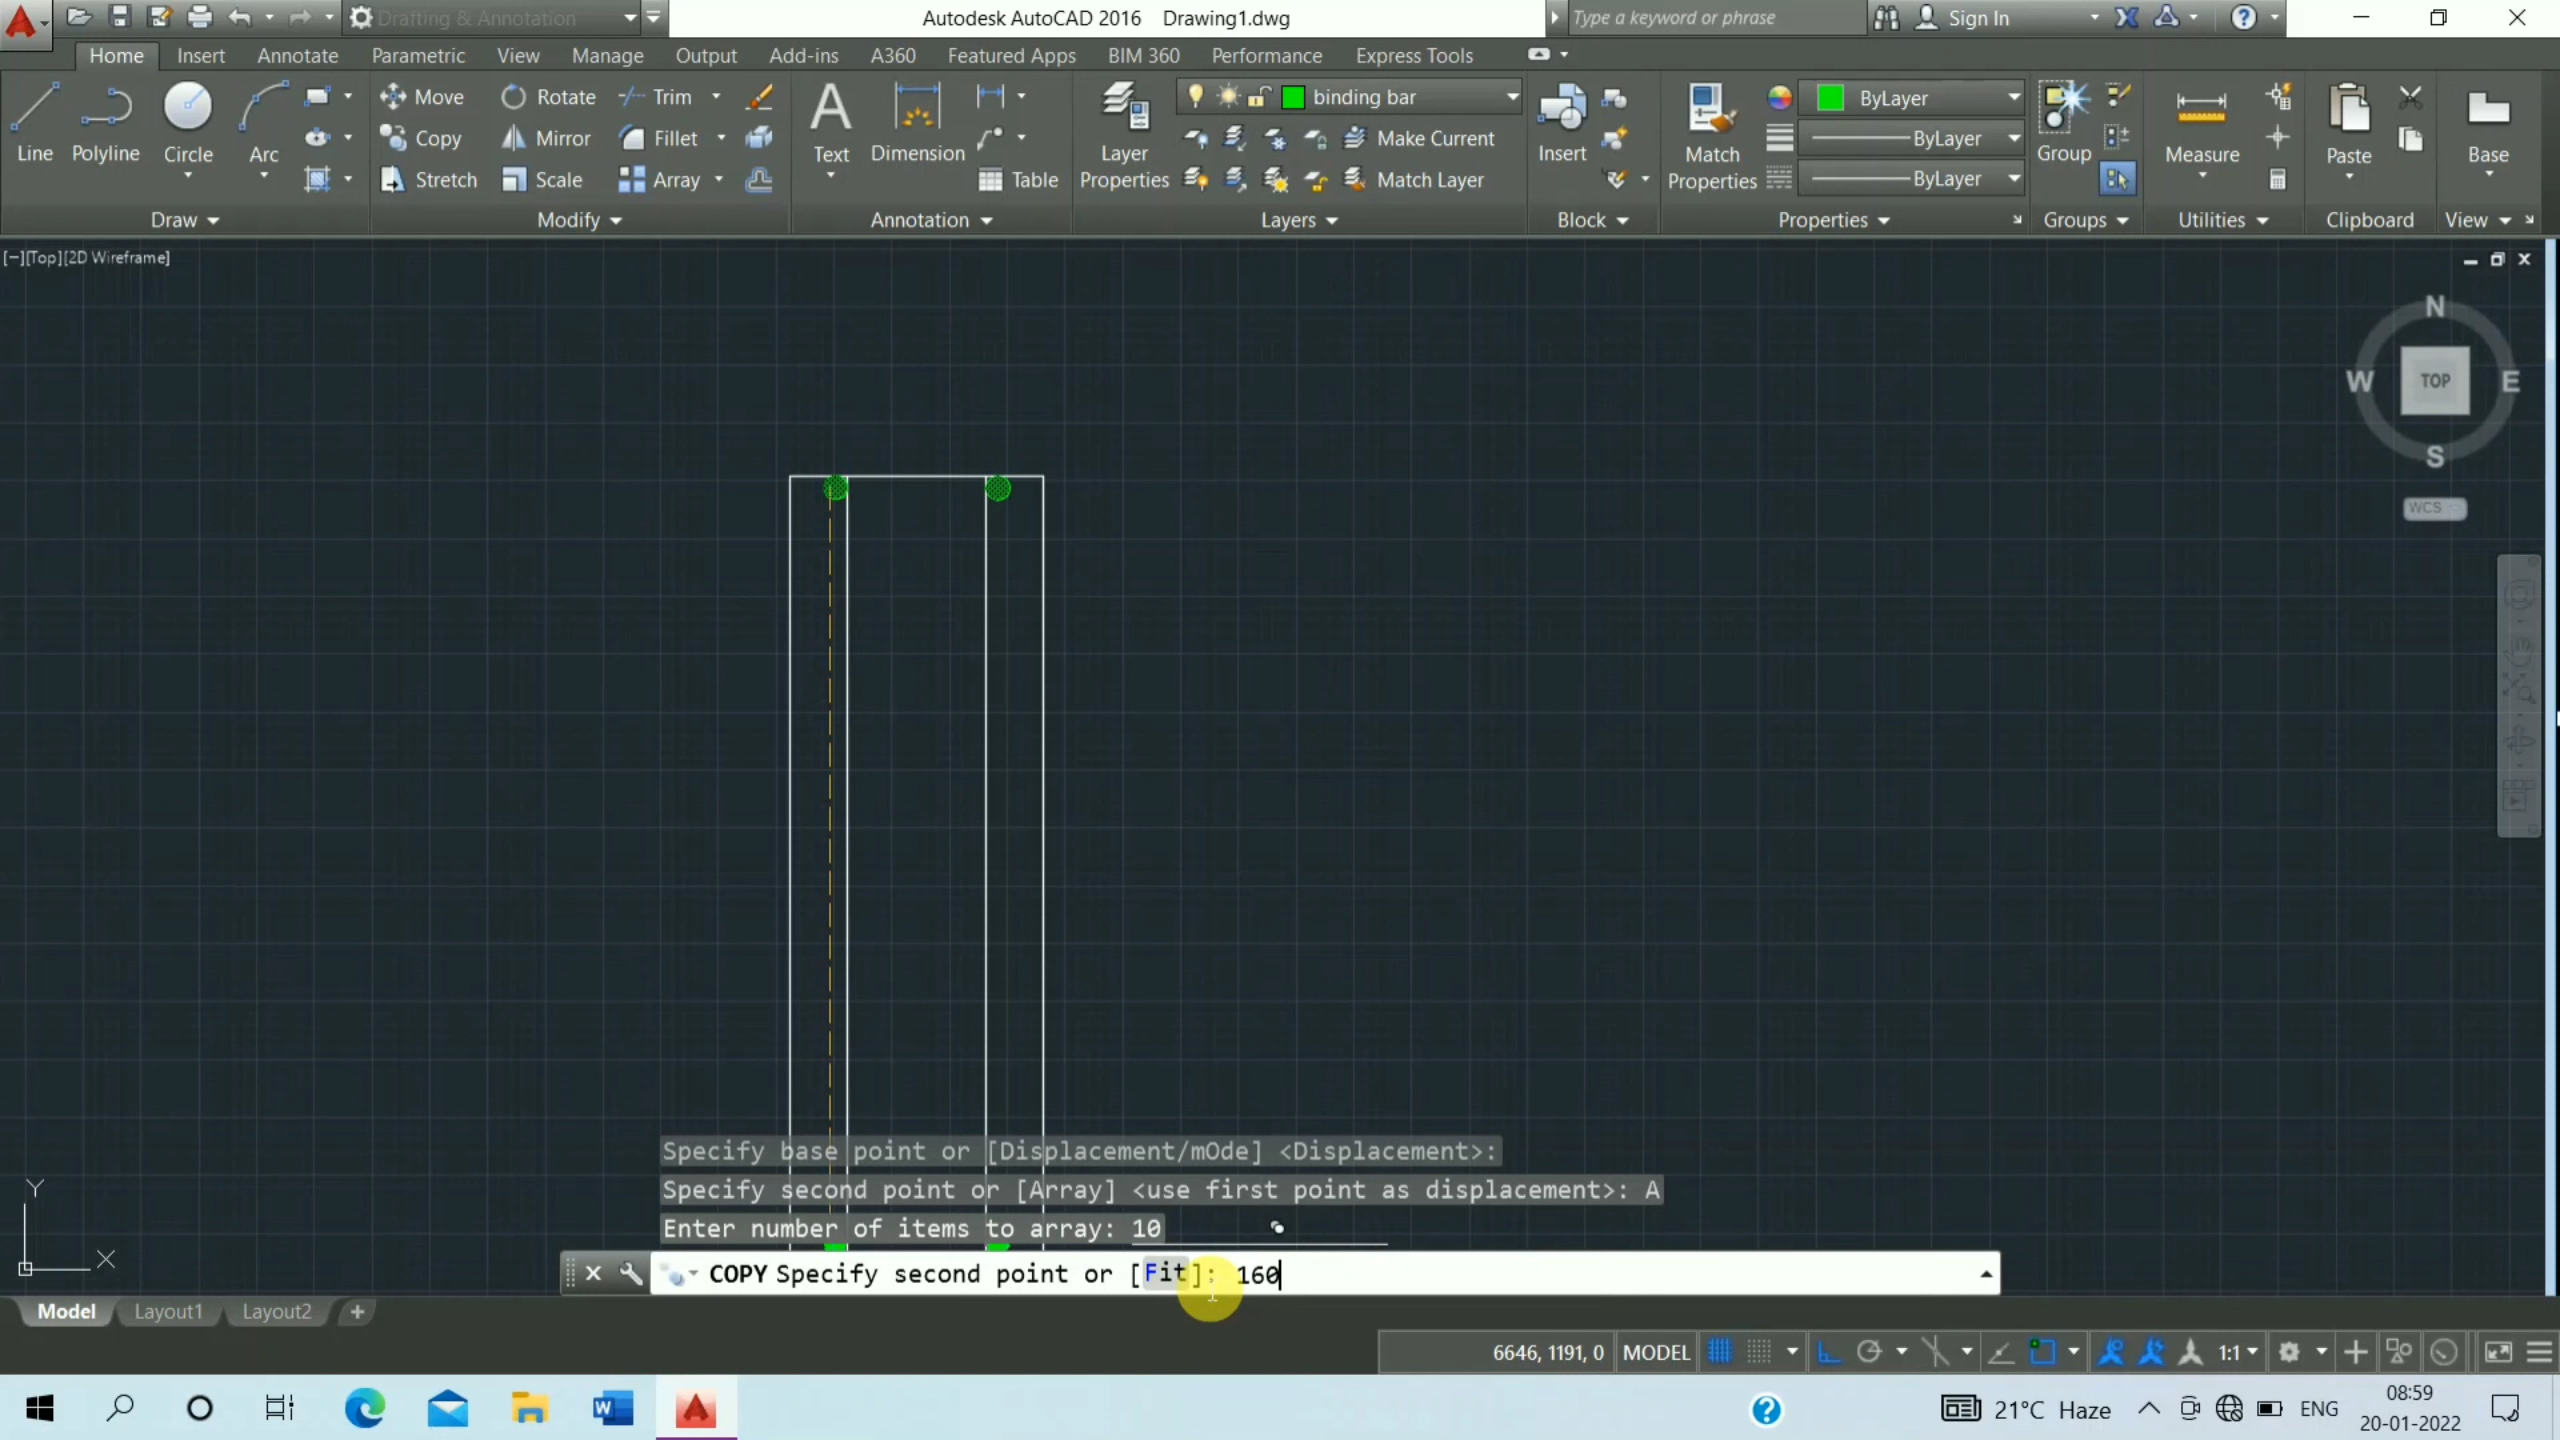 Drafting & Annotation
Autodesk AutoCAD 2016 Drawing1.dwg
Type a keyword or phrase
Sign In
Home Insert Annotate Parametric View Manage Output Add-ins A360 Featured Apps BIM 360 Performance Express Tools
Line Polyline Circle Arc
Draw
Move Rotate Trim
Copy Mirror Fillet
Stretch Scale Array
Modify
Text Dimension Table
Annotation
Layer Properties
binding bar
Make Current
Match Layer
Layers
Insert
Block
Match Properties
ByLayer
ByLayer
ByLayer
Properties
Group
Groups
Measure
Utilities
Paste
Clipboard
Base
View
[−][Top][2D Wireframe]
N
W TOP E
S
WCS
Specify base point or [Displacement/mOde] <Displacement>:
Specify second point or [Array] <use first point as displacement>: A
Enter number of items to array: 10
COPY Specify second point or [Fit]: 160
Y
X
Model Layout1 Layout2 +
6646, 1191, 0 MODEL 1:1
21°C Haze ENG
08:59
20-01-2022